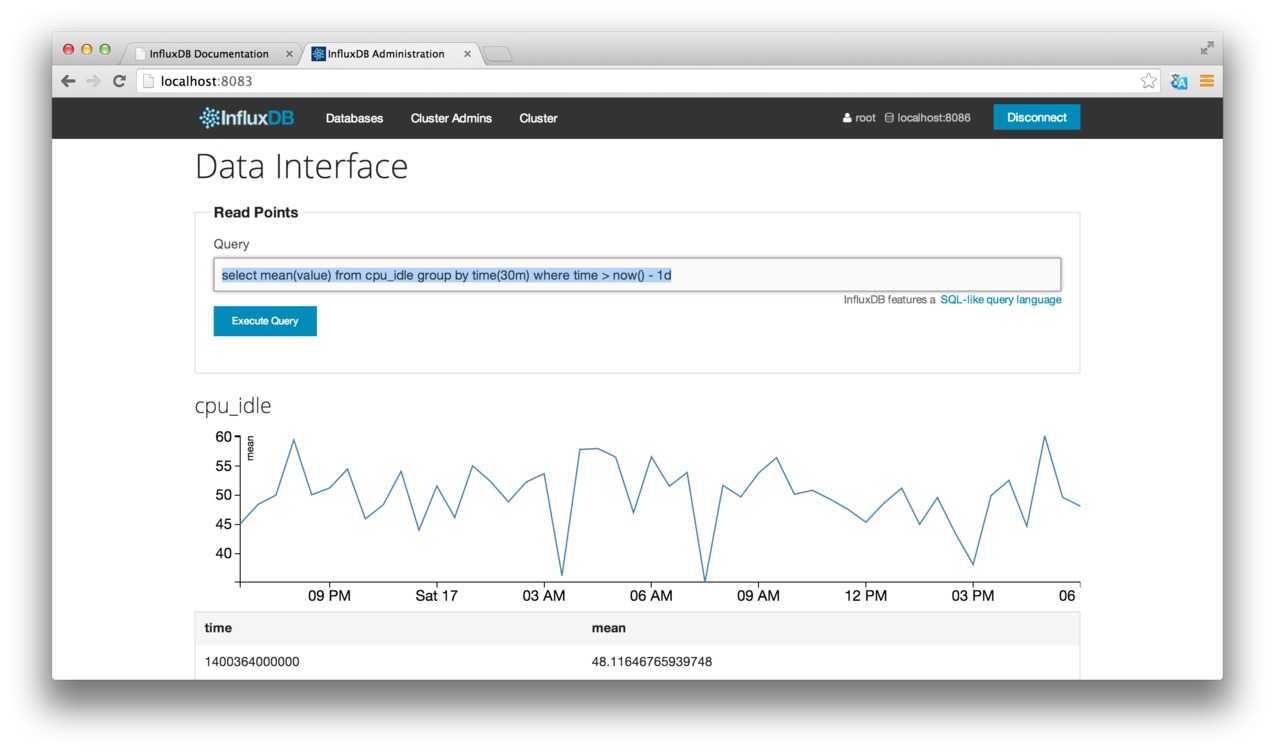 InfluxDB Documentation
InfluxDB Administration
localhost:8083
InfluxDB Databases Cluster Admins Cluster root localhost:8086 Disconnect
Data Interface
Read Points
Query
select mean(value) from cpu_idle group by time(30m) where time > now() - 1d
InfluxDB features a SQL-like query language
Execute Query
cpu_idle
mean
60
55
50
45
40
09 PM Sat 17 03 AM 06 AM 09 AM 12 PM 03 PM 06
time mean
1400364000000 48.11646765939748